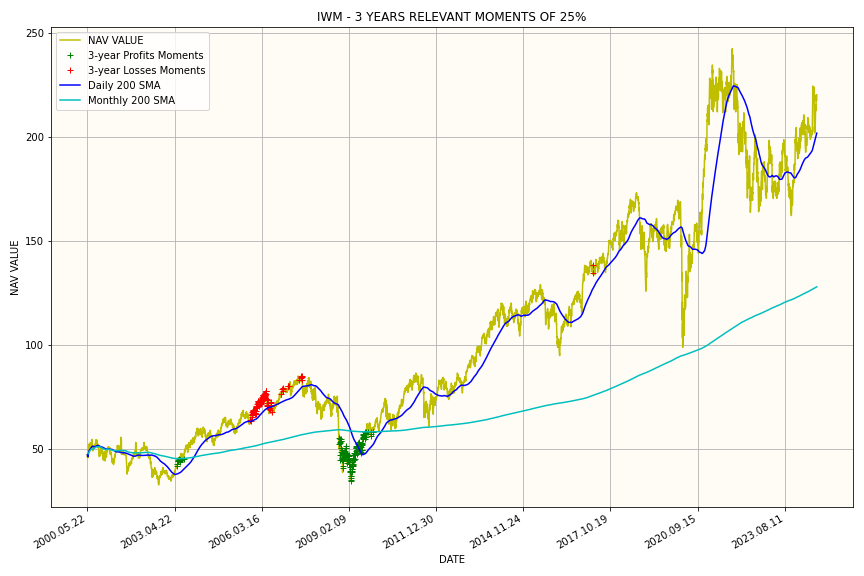 IWM - 3 YEARS RELEVANT MOMENTS OF 25%
NAV VALUE
3-year Profits Moments
3-year Losses Moments
Daily 200 SMA
Monthly 200 SMA
NAV VALUE
250
200
150
100
50
2000.05.22
2003.04.22
2006.03.16
2009.02.09
2011.12.30
2014.11.24
2017.10.19
2020.09.15
2023.08.11
DATE